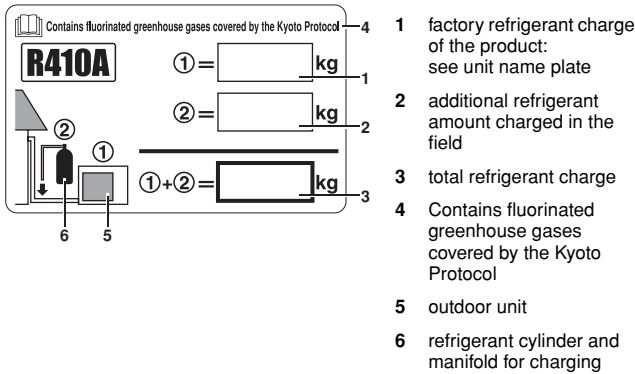 Contains fluorinated greenhouse gases covered by the Kyoto Protocol
4
R410A
①=
kg
1
②=
kg
2
②
①
①+②=
kg
3
6
5
1 factory refrigerant charge
of the product:
see unit name plate
2 additional refrigerant
amount charged in the
field
3 total refrigerant charge
4 Contains fluorinated
greenhouse gases
covered by the Kyoto
Protocol
5 outdoor unit
6 refrigerant cylinder and
manifold for charging